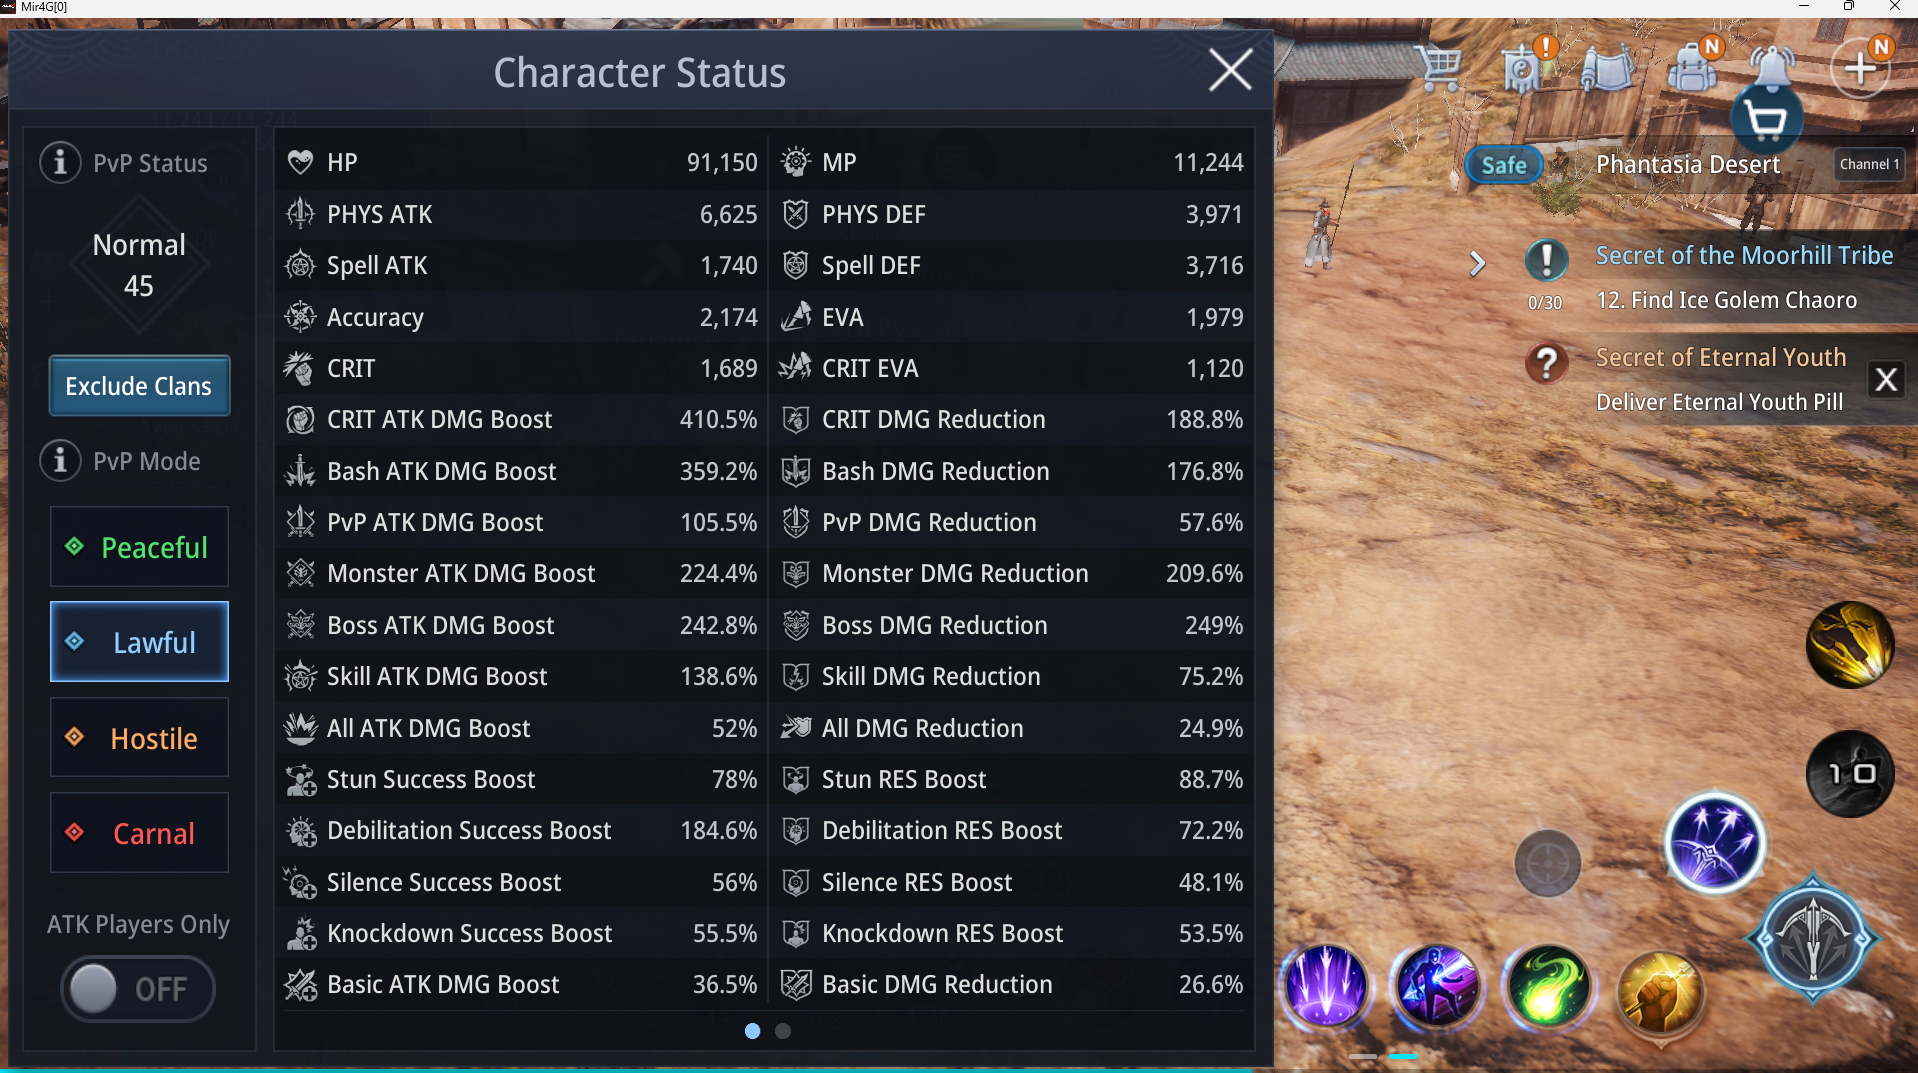 Mir4G[0]
Character Status
PvP Status
Normal
45
Exclude Clans
PvP Mode
Peaceful
Lawful
Hostile
Carnal
ATK Players Only
OFF
HP 91,150 MP 11,244
PHYS ATK 6,625 PHYS DEF 3,971
Spell ATK 1,740 Spell DEF 3,716
Accuracy 2,174 EVA 1,979
CRIT 1,689 CRIT EVA 1,120
CRIT ATK DMG Boost 410.5% CRIT DMG Reduction 188.8%
Bash ATK DMG Boost 359.2% Bash DMG Reduction 176.8%
PvP ATK DMG Boost 105.5% PvP DMG Reduction 57.6%
Monster ATK DMG Boost 224.4% Monster DMG Reduction 209.6%
Boss ATK DMG Boost 242.8% Boss DMG Reduction 249%
Skill ATK DMG Boost 138.6% Skill DMG Reduction 75.2%
All ATK DMG Boost 52% All DMG Reduction 24.9%
Stun Success Boost 78% Stun RES Boost 88.7%
Debilitation Success Boost 184.6% Debilitation RES Boost 72.2%
Silence Success Boost 56% Silence RES Boost 48.1%
Knockdown Success Boost 55.5% Knockdown RES Boost 53.5%
Basic ATK DMG Boost 36.5% Basic DMG Reduction 26.6%
! N N
Safe Phantasia Desert Channel 1
Secret of the Moorhill Tribe
0/30 12. Find Ice Golem Chaoro
Secret of Eternal Youth
Deliver Eternal Youth Pill
X
10